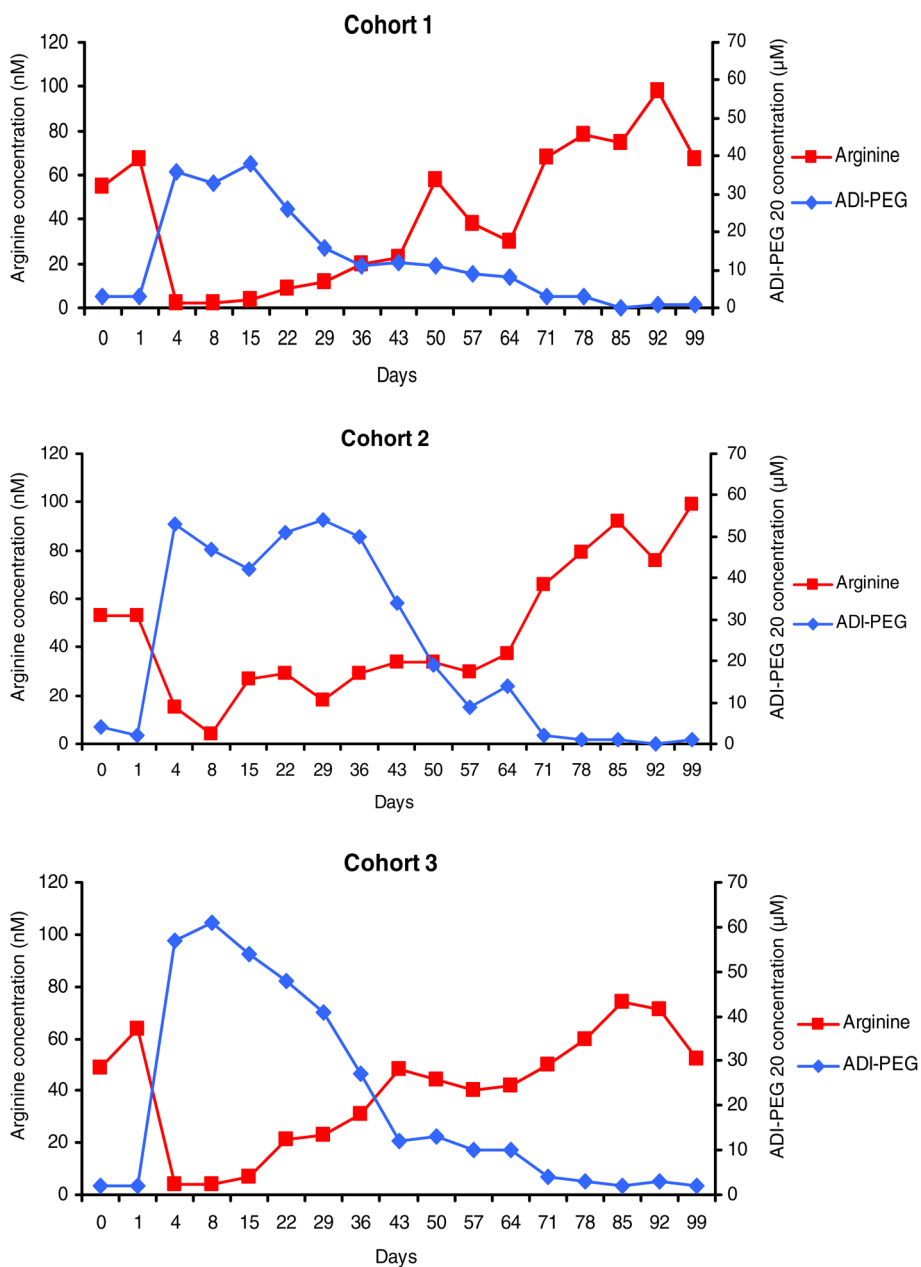 Cohort 1
Arginine concentration (nM)
120
100
80
60
40
20
0
ADI-PEG 20 concentration (µM)
70
60
50
40
30
20
10
0
0 1 4 8 15 22 29 36 43 50 57 64 71 78 85 92 99
Days
Arginine
ADI-PEG
Cohort 2
Arginine concentration (nM)
120
100
80
60
40
20
0
ADI-PEG 20 concentration (µM)
70
60
50
40
30
20
10
0
0 1 4 8 15 22 29 36 43 50 57 64 71 78 85 92 99
Days
Arginine
ADI-PEG
Cohort 3
Arginine concentration (nM)
120
100
80
60
40
20
0
ADI-PEG 20 concentration (µM)
70
60
50
40
30
20
10
0
0 1 4 8 15 22 29 36 43 50 57 64 71 78 85 92 99
Days
Arginine
ADI-PEG